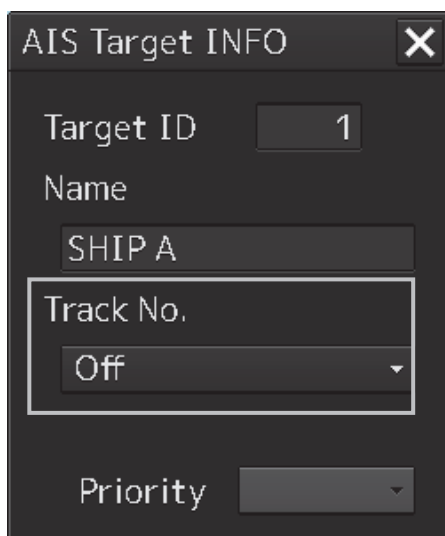 AIS Target INFO
Target ID 1
Name
SHIP A
Track No.
Off
Priority